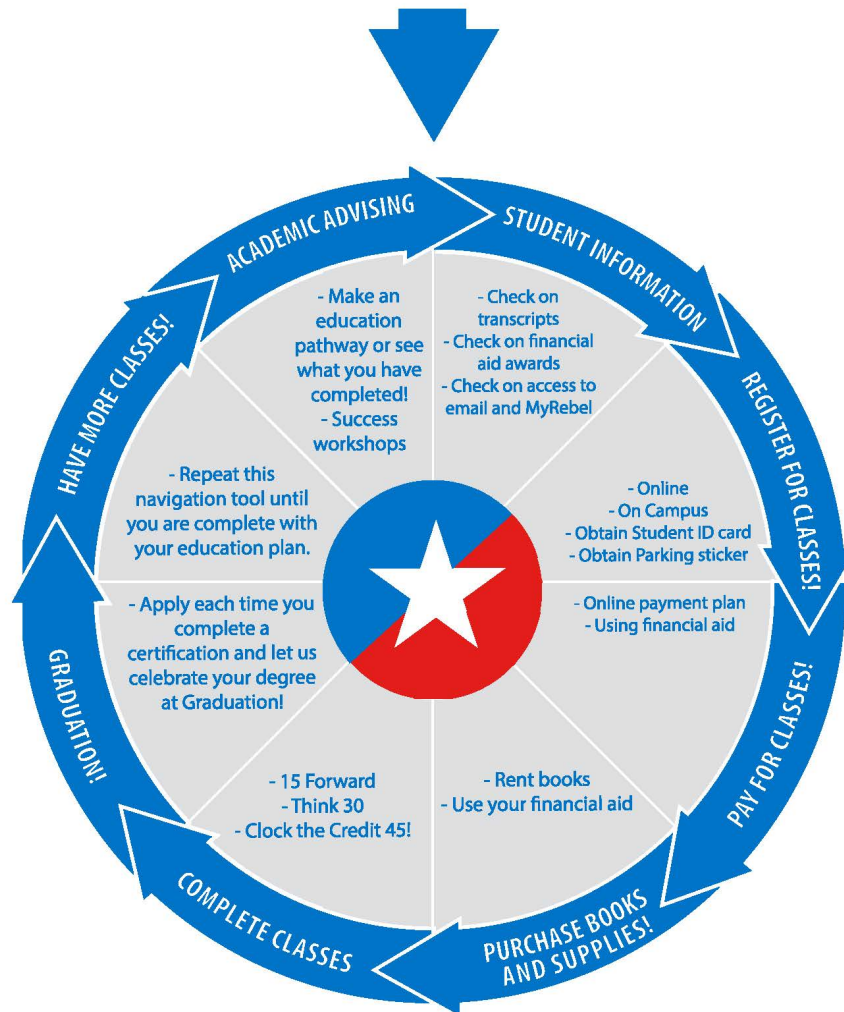 ACADEMIC ADVISING
- Make an
education
pathway or see
what you have
completed!
- Success
workshops
STUDENT INFORMATION
- Check on
transcripts
- Check on financial
aid awards
- Check on access to
email and MyRebel
REGISTER FOR CLASSES!
- Online
- On Campus
- Obtain Student ID card
- Obtain Parking sticker
PAY FOR CLASSES!
- Online payment plan
- Using financial aid
PURCHASE BOOKS
AND SUPPLIES!
- Rent books
- Use your financial aid
COMPLETE CLASSES
- 15 Forward
- Think 30
- Clock the Credit 45!
GRADUATION!
- Apply each time you
complete a
certification and let us
celebrate your degree
at Graduation!
HAVE MORE CLASSES!
- Repeat this
navigation tool until
you are complete with
your education plan.